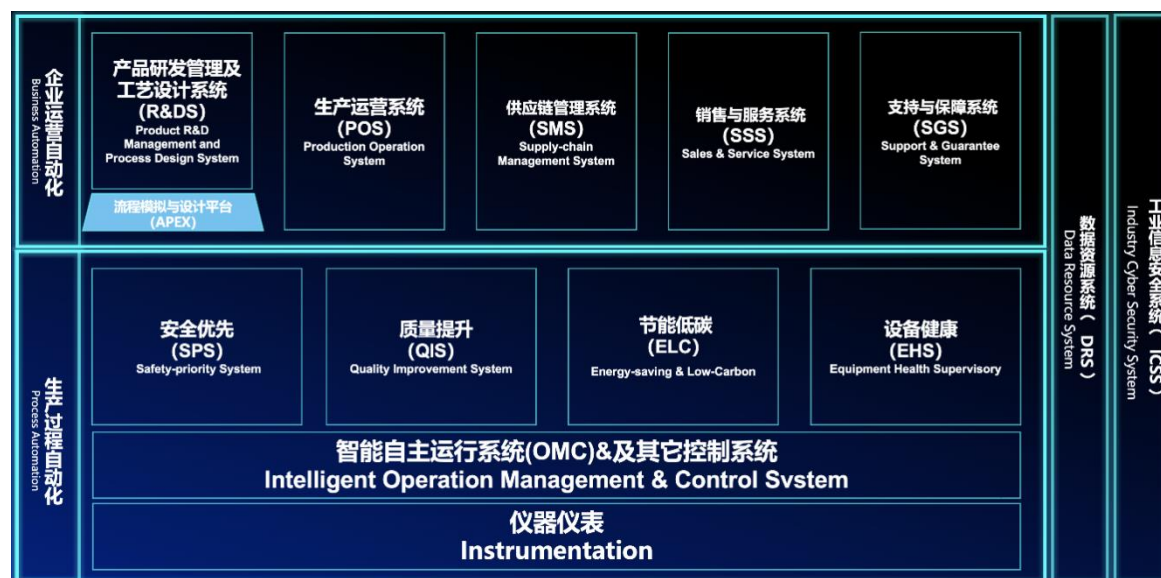 企业运营自动化
Business Automation
产品研发管理及
工艺设计系统
(R&DS)
Product R&D
Management and
Process Design System
流程模拟与设计平台
(APEX)
生产运营系统
(POS)
Production Operation
System
供应链管理系统
(SMS)
Supply-chain
Management System
销售与服务系统
(SSS)
Sales & Service System
支持与保障系统
(SGS)
Support & Guarantee
System
生产过程自动化
Process Automation
安全优先
(SPS)
Safety-priority System
质量提升
(QIS)
Quality Improvement System
节能低碳
(ELC)
Energy-saving & Low-Carbon
设备健康
(EHS)
Equipment Health Supervisory
智能自主运行系统(OMC)&及其它控制系统
Intelligent Operation Management & Control System
仪器仪表
Instrumentation
数据资源系统( DRS )
Data Resource System
工业信息安全系统( ICSS)
Industry Cyber Security System